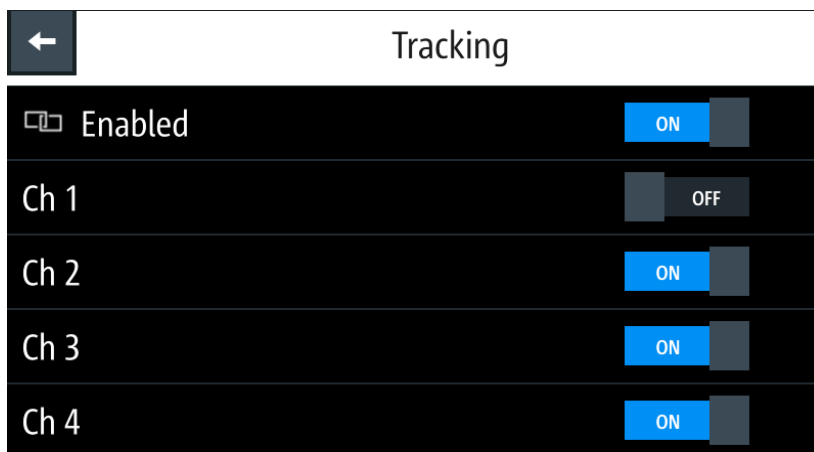 Tracking
Enabled ON
Ch 1 OFF
Ch 2 ON
Ch 3 ON
Ch 4 ON